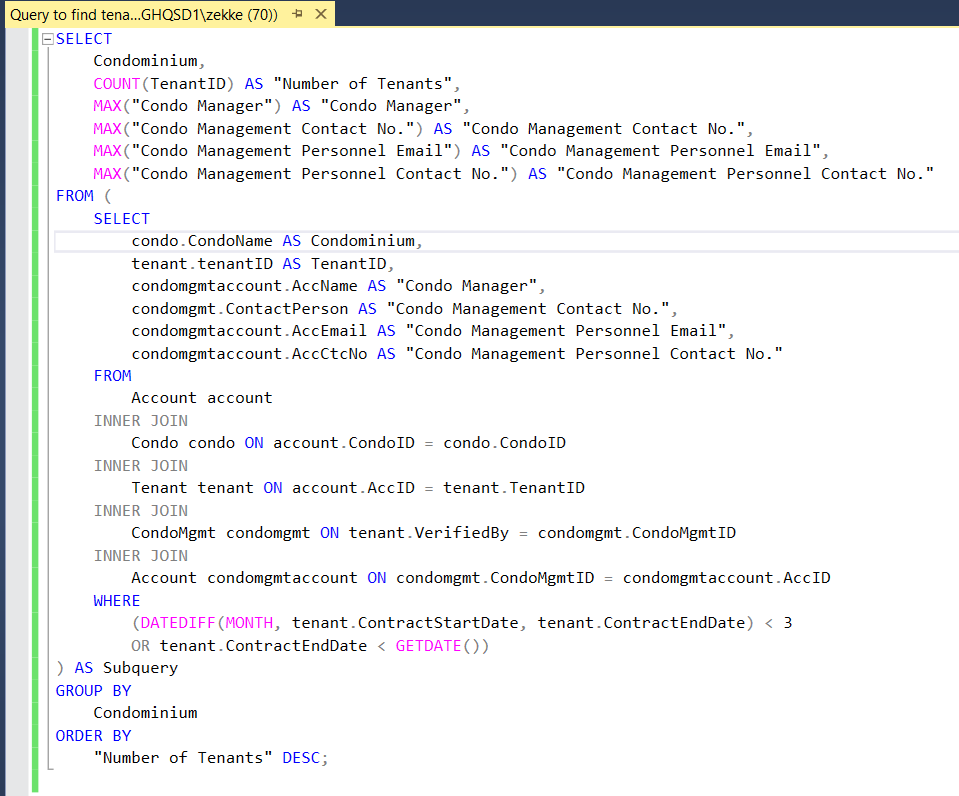 Query to find tena...GHQSD1\zekke (70))
SELECT
Condominium,
COUNT(TenantID) AS "Number of Tenants",
MAX("Condo Manager") AS "Condo Manager",
MAX("Condo Management Contact No.") AS "Condo Management Contact No.",
MAX("Condo Management Personnel Email") AS "Condo Management Personnel Email",
MAX("Condo Management Personnel Contact No.") AS "Condo Management Personnel Contact No."
FROM (
SELECT
condo.CondoName AS Condominium,
tenant.tenantID AS TenantID,
condomgmtaccount.AccName AS "Condo Manager",
condomgmt.ContactPerson AS "Condo Management Contact No.",
condomgmtaccount.AccEmail AS "Condo Management Personnel Email",
condomgmtaccount.AccCtcNo AS "Condo Management Personnel Contact No."
FROM
Account account
INNER JOIN
Condo condo ON account.CondoID = condo.CondoID
INNER JOIN
Tenant tenant ON account.AccID = tenant.TenantID
INNER JOIN
CondoMgmt condomgmt ON tenant.VerifiedBy = condomgmt.CondoMgmtID
INNER JOIN
Account condomgmtaccount ON condomgmt.CondoMgmtID = condomgmtaccount.AccID
WHERE
(DATEDIFF(MONTH, tenant.ContractStartDate, tenant.ContractEndDate) < 3
OR tenant.ContractEndDate < GETDATE())
) AS Subquery
GROUP BY
Condominium
ORDER BY
"Number of Tenants" DESC;